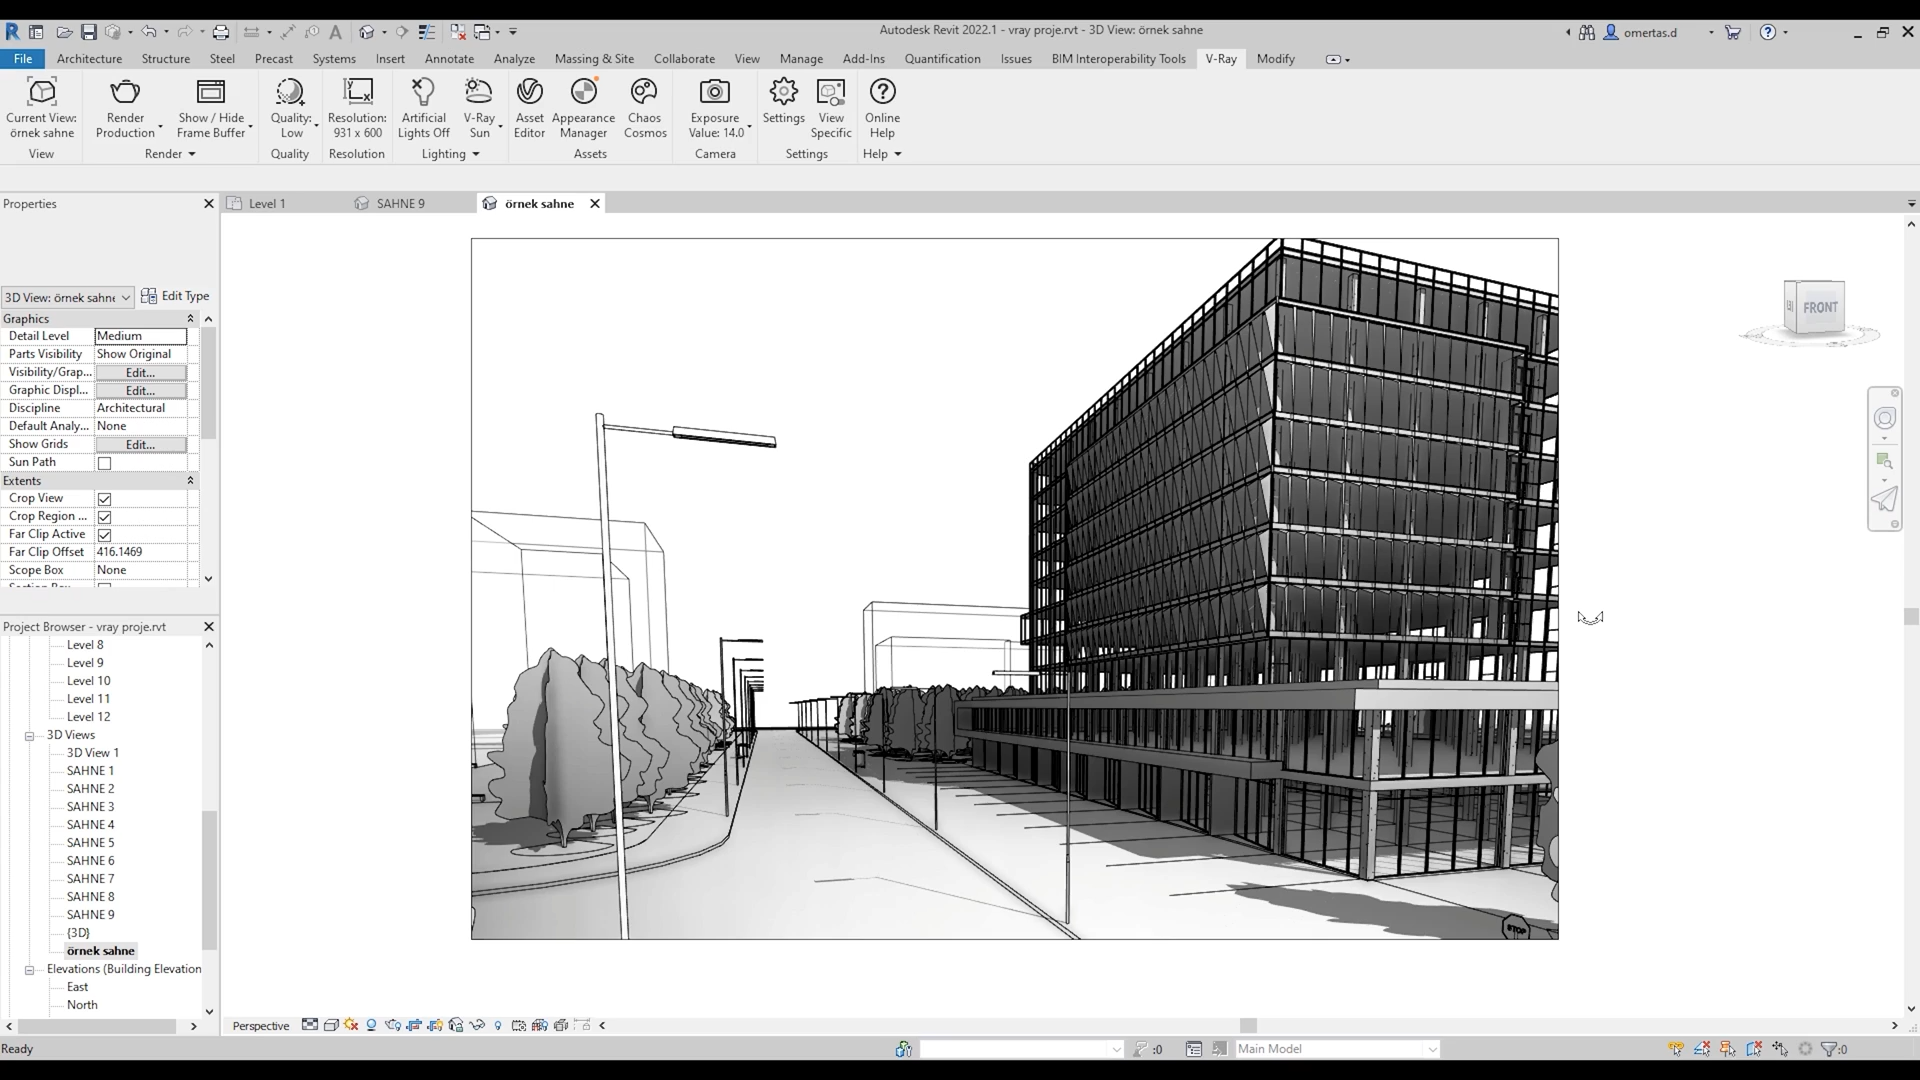 Autodesk Revit 2022.1 - vray proje.rvt - 3D View: örnek sahne
omertas.d
File Architecture Structure Steel Precast Systems Insert Annotate Analyze Massing & Site Collaborate View Manage Add-Ins Quantification Issues BIM Interoperability Tools V-Ray Modify
Current View: örnek sahne
Render Production
Show / Hide Frame Buffer
Quality: Low
Resolution: 931 x 600
Artificial Lights Off
V-Ray Sun
Asset Editor
Appearance Manager
Chaos Cosmos
Exposure Value: 14.0
Settings
View Specific
Online Help
View Render Quality Resolution Lighting Assets Camera Settings Help
Properties
Level 1
SAHNE 9
örnek sahne
3D View: örnek sahne
Edit Type
Graphics
Detail Level Medium
Parts Visibility Show Original
Visibility/Grap... Edit...
Graphic Displ... Edit...
Discipline Architectural
Default Analy... None
Show Grids Edit...
Sun Path
Extents
Crop View
Crop Region ...
Far Clip Active
Far Clip Offset 416.1469
Scope Box None
Project Browser - vray proje.rvt
Level 8
Level 9
Level 10
Level 11
Level 12
3D Views
3D View 1
SAHNE 1
SAHNE 2
SAHNE 3
SAHNE 4
SAHNE 5
SAHNE 6
SAHNE 7
SAHNE 8
SAHNE 9
{3D}
örnek sahne
Elevations (Building Elevation
East
North
FRONT
STOP
Perspective
Ready
:0
Main Model
:0